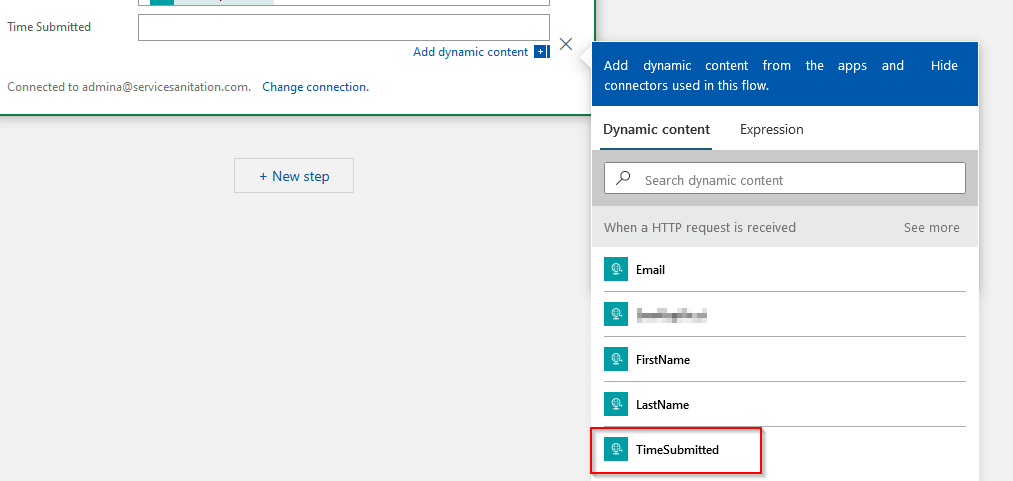 Time Submitted
Add dynamic content
Connected to admina@servicesanitation.com. Change connection.
+ New step
Add dynamic content from the apps and Hide
connectors used in this flow.
Dynamic content Expression
Search dynamic content
When a HTTP request is received See more
Email
FirstName
LastName
TimeSubmitted